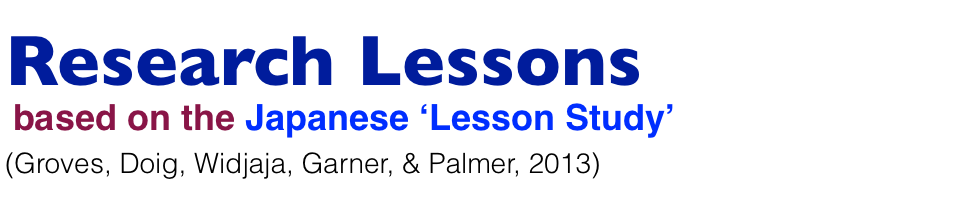 Research Lessons
based on the Japanese ‘Lesson Study’
(Groves, Doig, Widjaja, Garner, & Palmer, 2013)